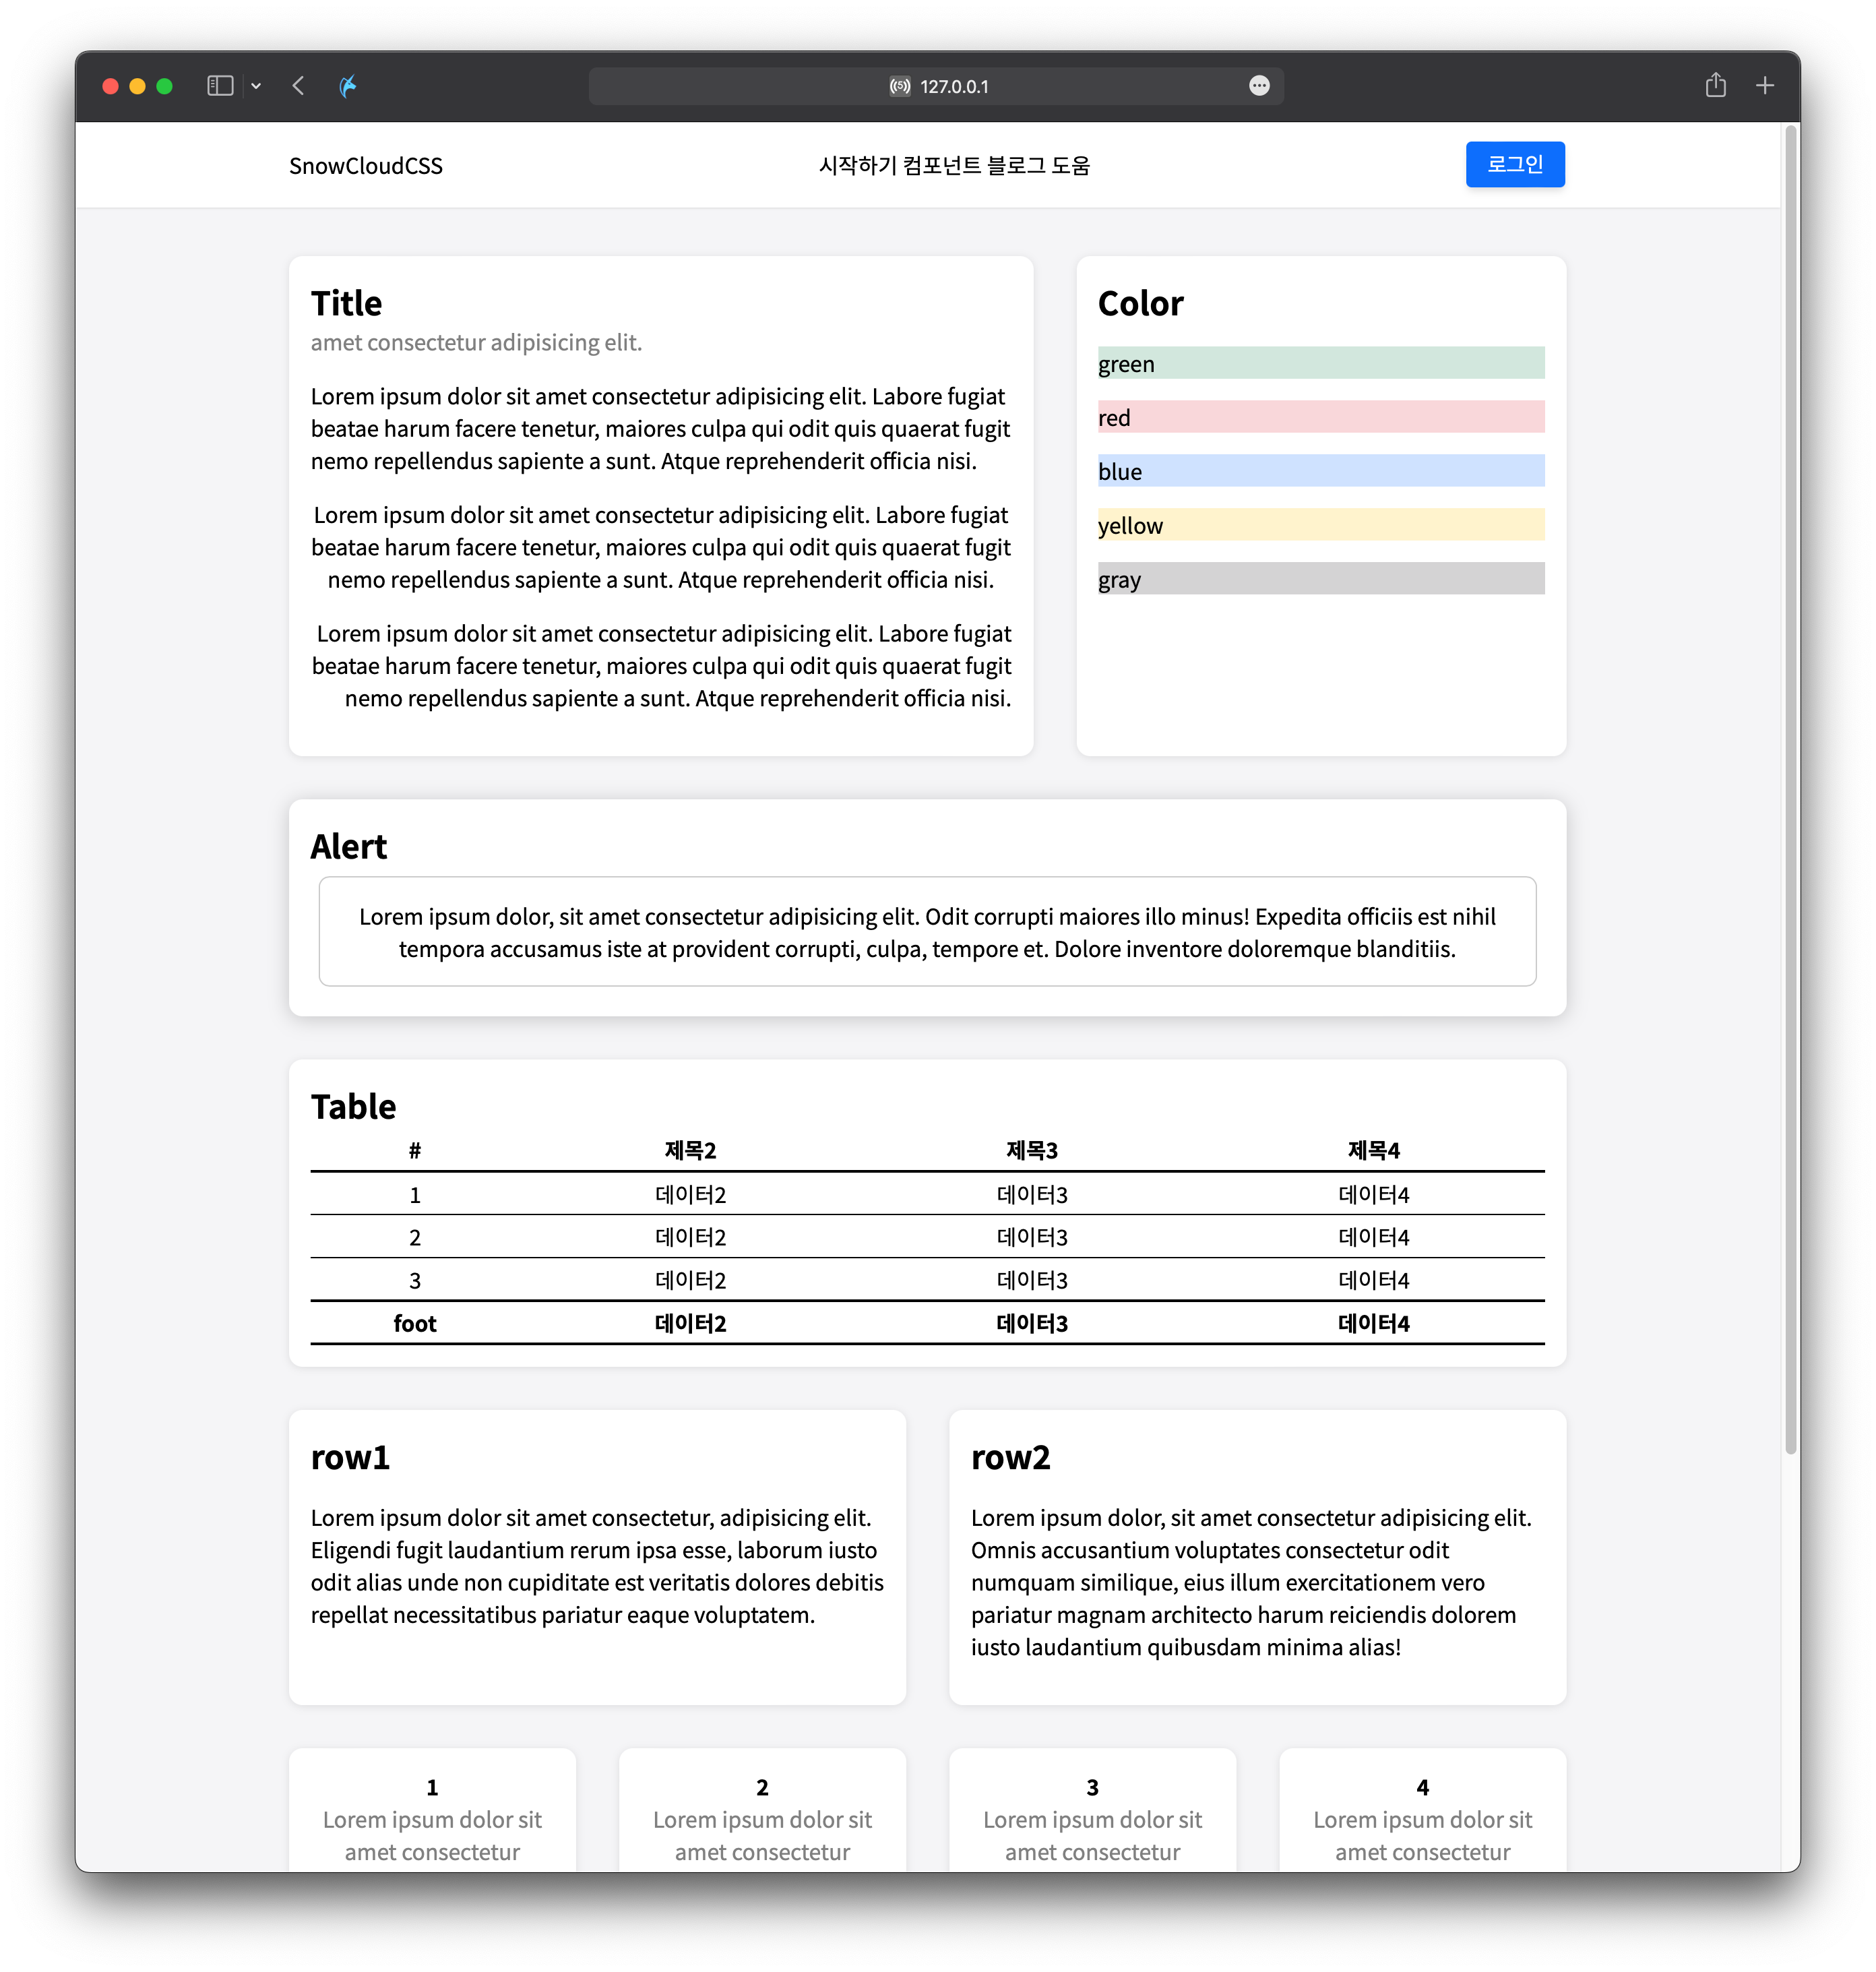 127.0.0.1
SnowCloudCSS
시작하기 컴포넌트 블로그 도움
로그인
Title
amet consectetur adipisicing elit.
Lorem ipsum dolor sit amet consectetur adipisicing elit. Labore fugiat
beatae harum facere tenetur, maiores culpa qui odit quis quaerat fugit
nemo repellendus sapiente a sunt. Atque reprehenderit officia nisi.
Lorem ipsum dolor sit amet consectetur adipisicing elit. Labore fugiat
beatae harum facere tenetur, maiores culpa qui odit quis quaerat fugit
nemo repellendus sapiente a sunt. Atque reprehenderit officia nisi.
Lorem ipsum dolor sit amet consectetur adipisicing elit. Labore fugiat
beatae harum facere tenetur, maiores culpa qui odit quis quaerat fugit
nemo repellendus sapiente a sunt. Atque reprehenderit officia nisi.
Color
green
red
blue
yellow
gray
Alert
Lorem ipsum dolor, sit amet consectetur adipisicing elit. Odit corrupti maiores illo minus! Expedita officiis est nihil
tempora accusamus iste at provident corrupti, culpa, tempore et. Dolore inventore doloremque blanditiis.
Table
# 제목2 제목3 제목4
1 데이터2 데이터3 데이터4
2 데이터2 데이터3 데이터4
3 데이터2 데이터3 데이터4
foot 데이터2 데이터3 데이터4
row1
Lorem ipsum dolor sit amet consectetur, adipisicing elit.
Eligendi fugit laudantium rerum ipsa esse, laborum iusto
odit alias unde non cupiditate est veritatis dolores debitis
repellat necessitatibus pariatur eaque voluptatem.
row2
Lorem ipsum dolor, sit amet consectetur adipisicing elit.
Omnis accusantium voluptates consectetur odit
numquam similique, eius illum exercitationem vero
pariatur magnam architecto harum reiciendis dolorem
iusto laudantium quibusdam minima alias!
1
Lorem ipsum dolor sit
amet consectetur
2
Lorem ipsum dolor sit
amet consectetur
3
Lorem ipsum dolor sit
amet consectetur
4
Lorem ipsum dolor sit
amet consectetur